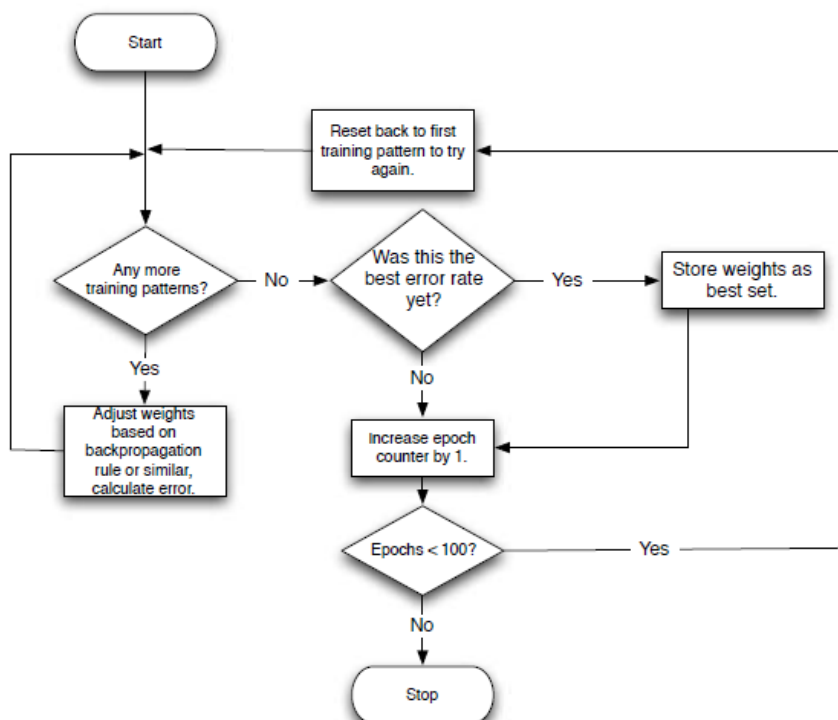 Start
Reset back to first
training pattern to try
again.
Any more
training patterns?
No
Was this the
best error rate
yet?
Yes
Store weights as
best set.
Yes
No
Adjust weights
based on
backpropagation
rule or similar,
calculate error.
Increase epoch
counter by 1.
Epochs < 100?
Yes
No
Stop